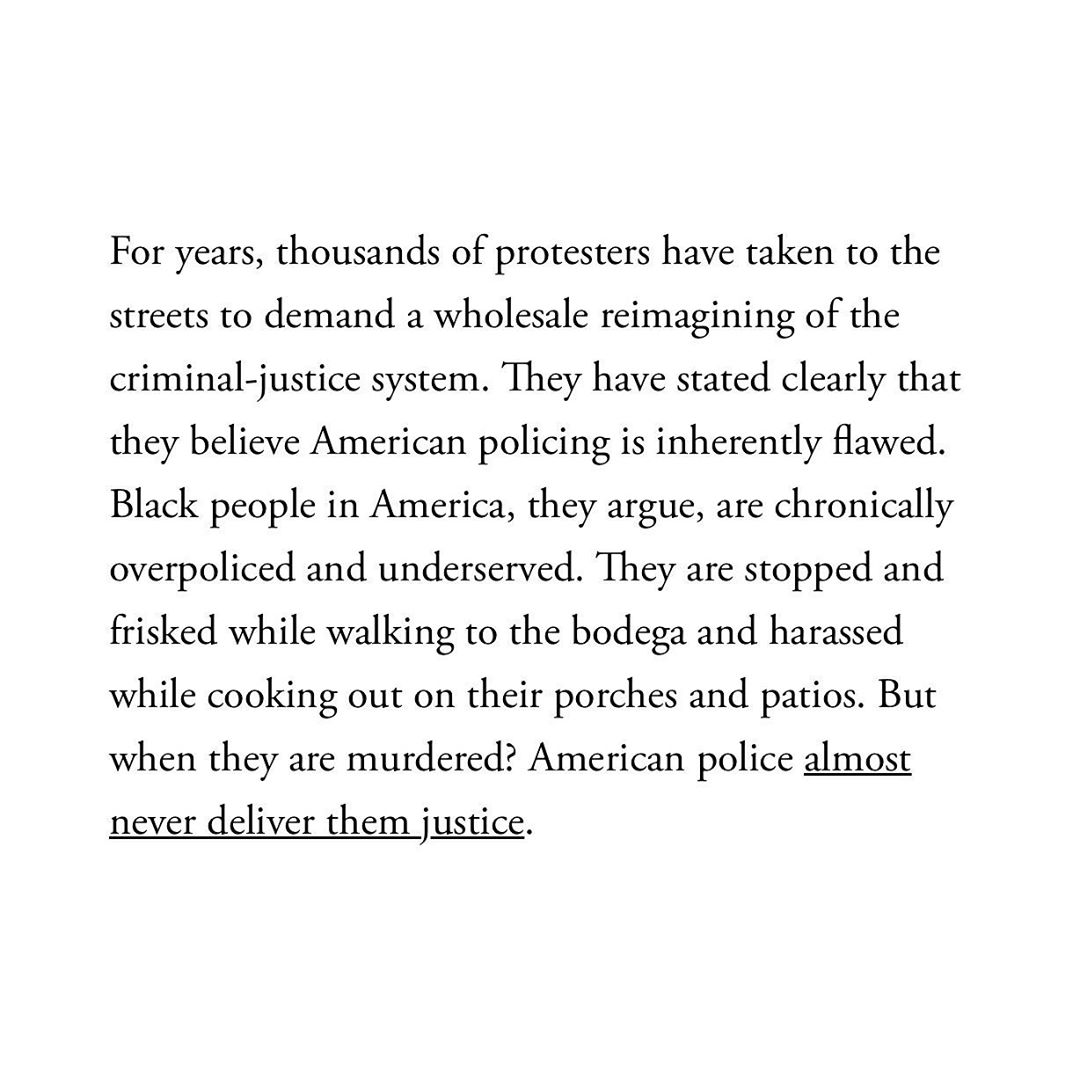 For years, thousands of protesters have taken to the
streets to demand a wholesale reimagining of the
criminal-justice system. They have stated clearly that
they believe American policing is inherently flawed.
Black people in America, they argue, are chronically
overpoliced and underserved. They are stopped and
frisked while walking to the bodega and harassed
while cooking out on their porches and patios. But
when they are murdered? American police almost
never deliver them justice.